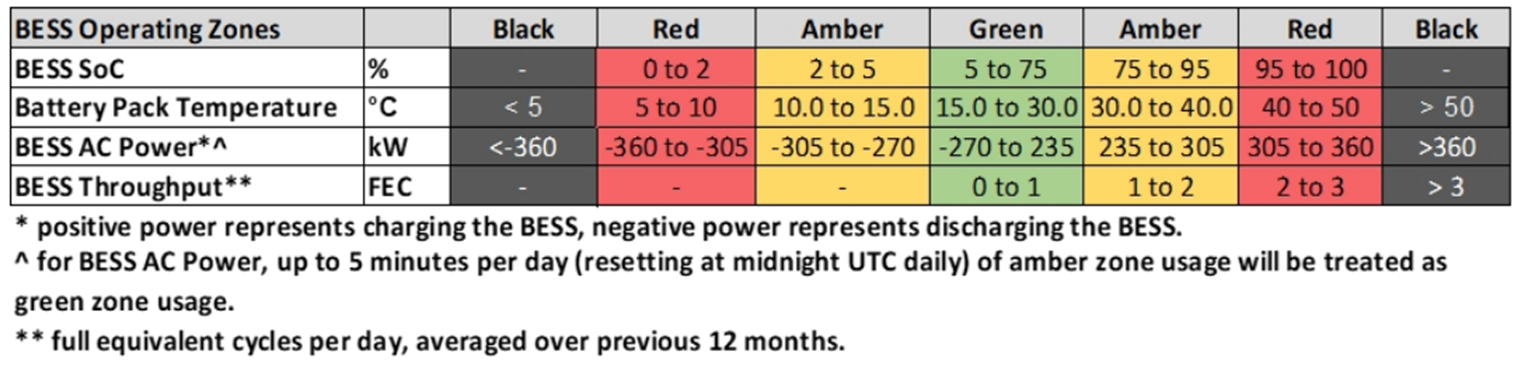 BESS Operating Zones Black Red Amber Green Amber Red Black
BESS SoC % - 0 to 2 2 to 5 5 to 75 75 to 95 95 to 100 -
Battery Pack Temperature °C < 5 5 to 10 10.0 to 15.0 15.0 to 30.0 30.0 to 40.0 40 to 50 > 50
BESS AC Power*^ kW <-360 -360 to -305 -305 to -270 -270 to 235 235 to 305 305 to 360 >360
BESS Throughput** FEC - - - 0 to 1 1 to 2 2 to 3 > 3
* positive power represents charging the BESS, negative power represents discharging the BESS.
^ for BESS AC Power, up to 5 minutes per day (resetting at midnight UTC daily) of amber zone usage will be treated as
green zone usage.
** full equivalent cycles per day, averaged over previous 12 months.